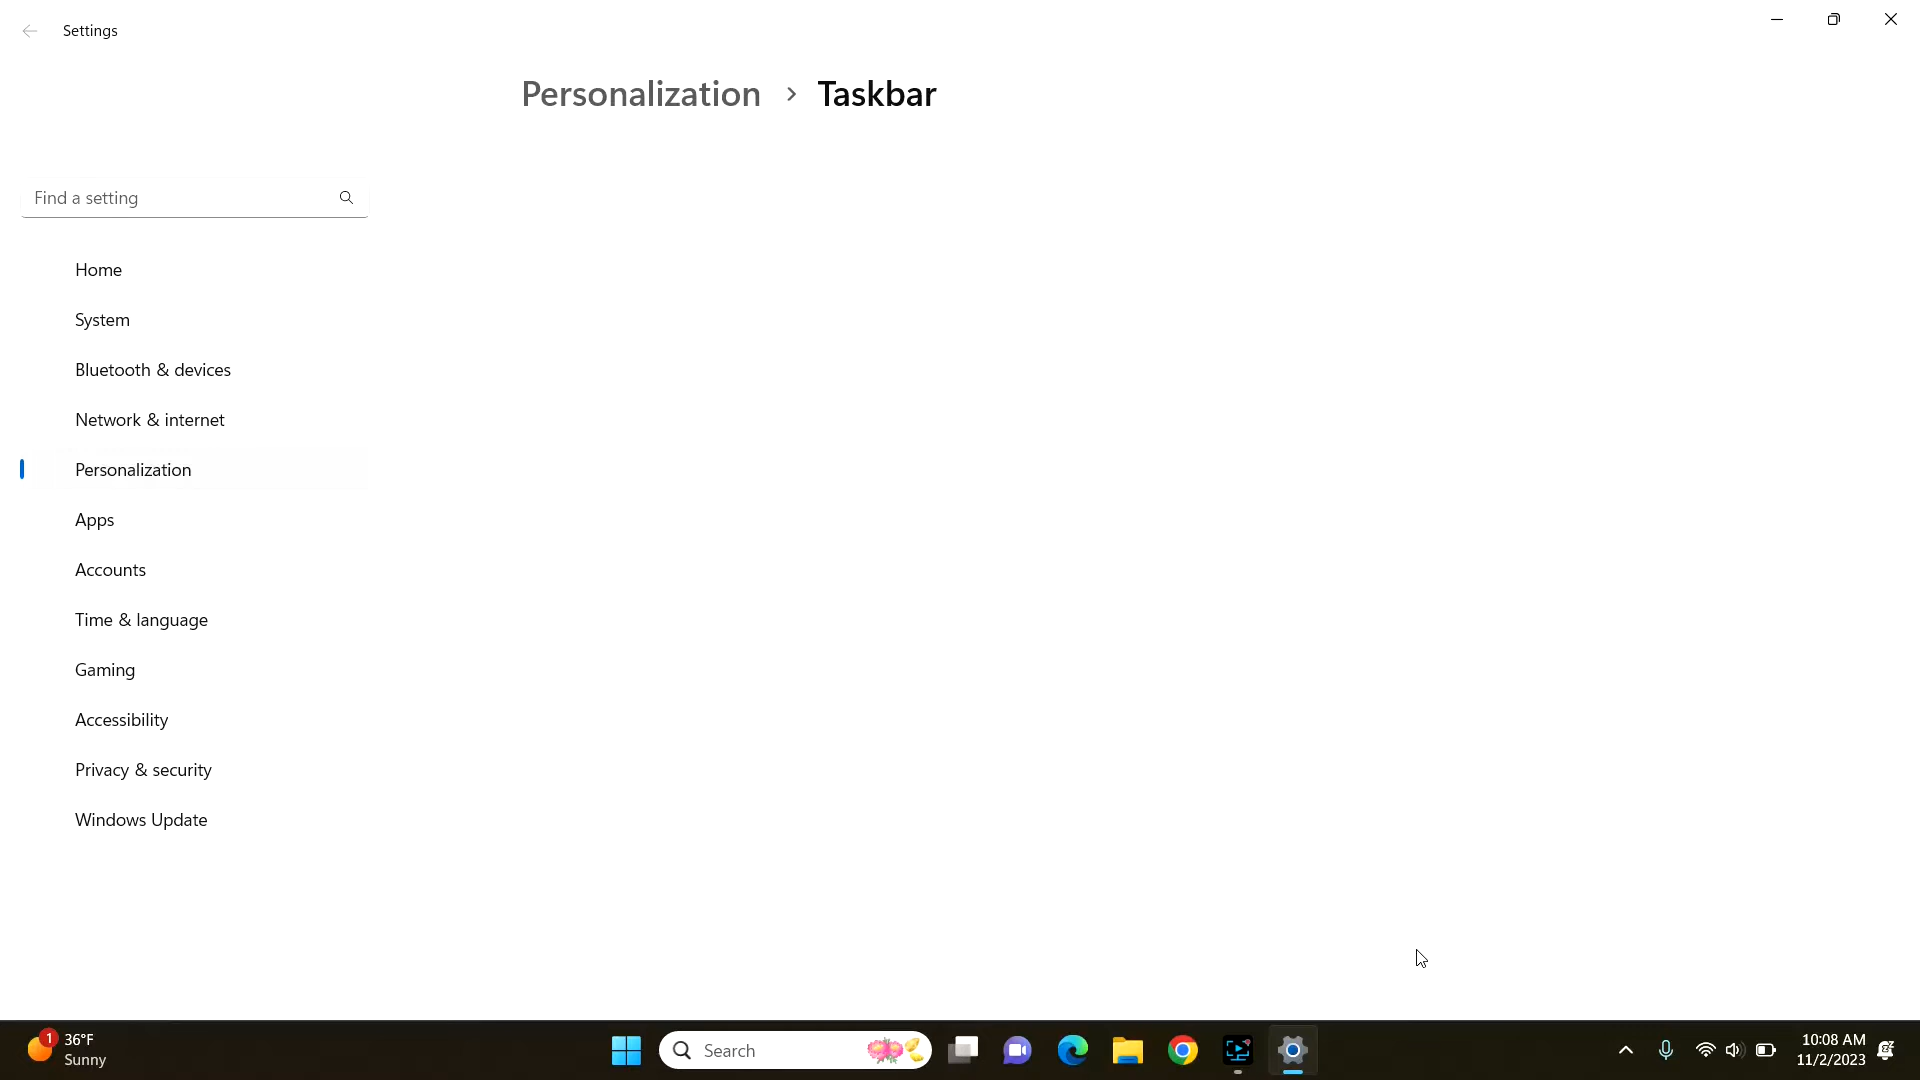 Settings
Personalization > Taskbar
Find a setting
Home
System
Bluetooth & devices
Network & internet
Personalization
Apps
Accounts
Time & language
Gaming
Accessibility
Privacy & security
Windows Update
1
36°F
Sunny
Search
10:08 AM
11/2/2023